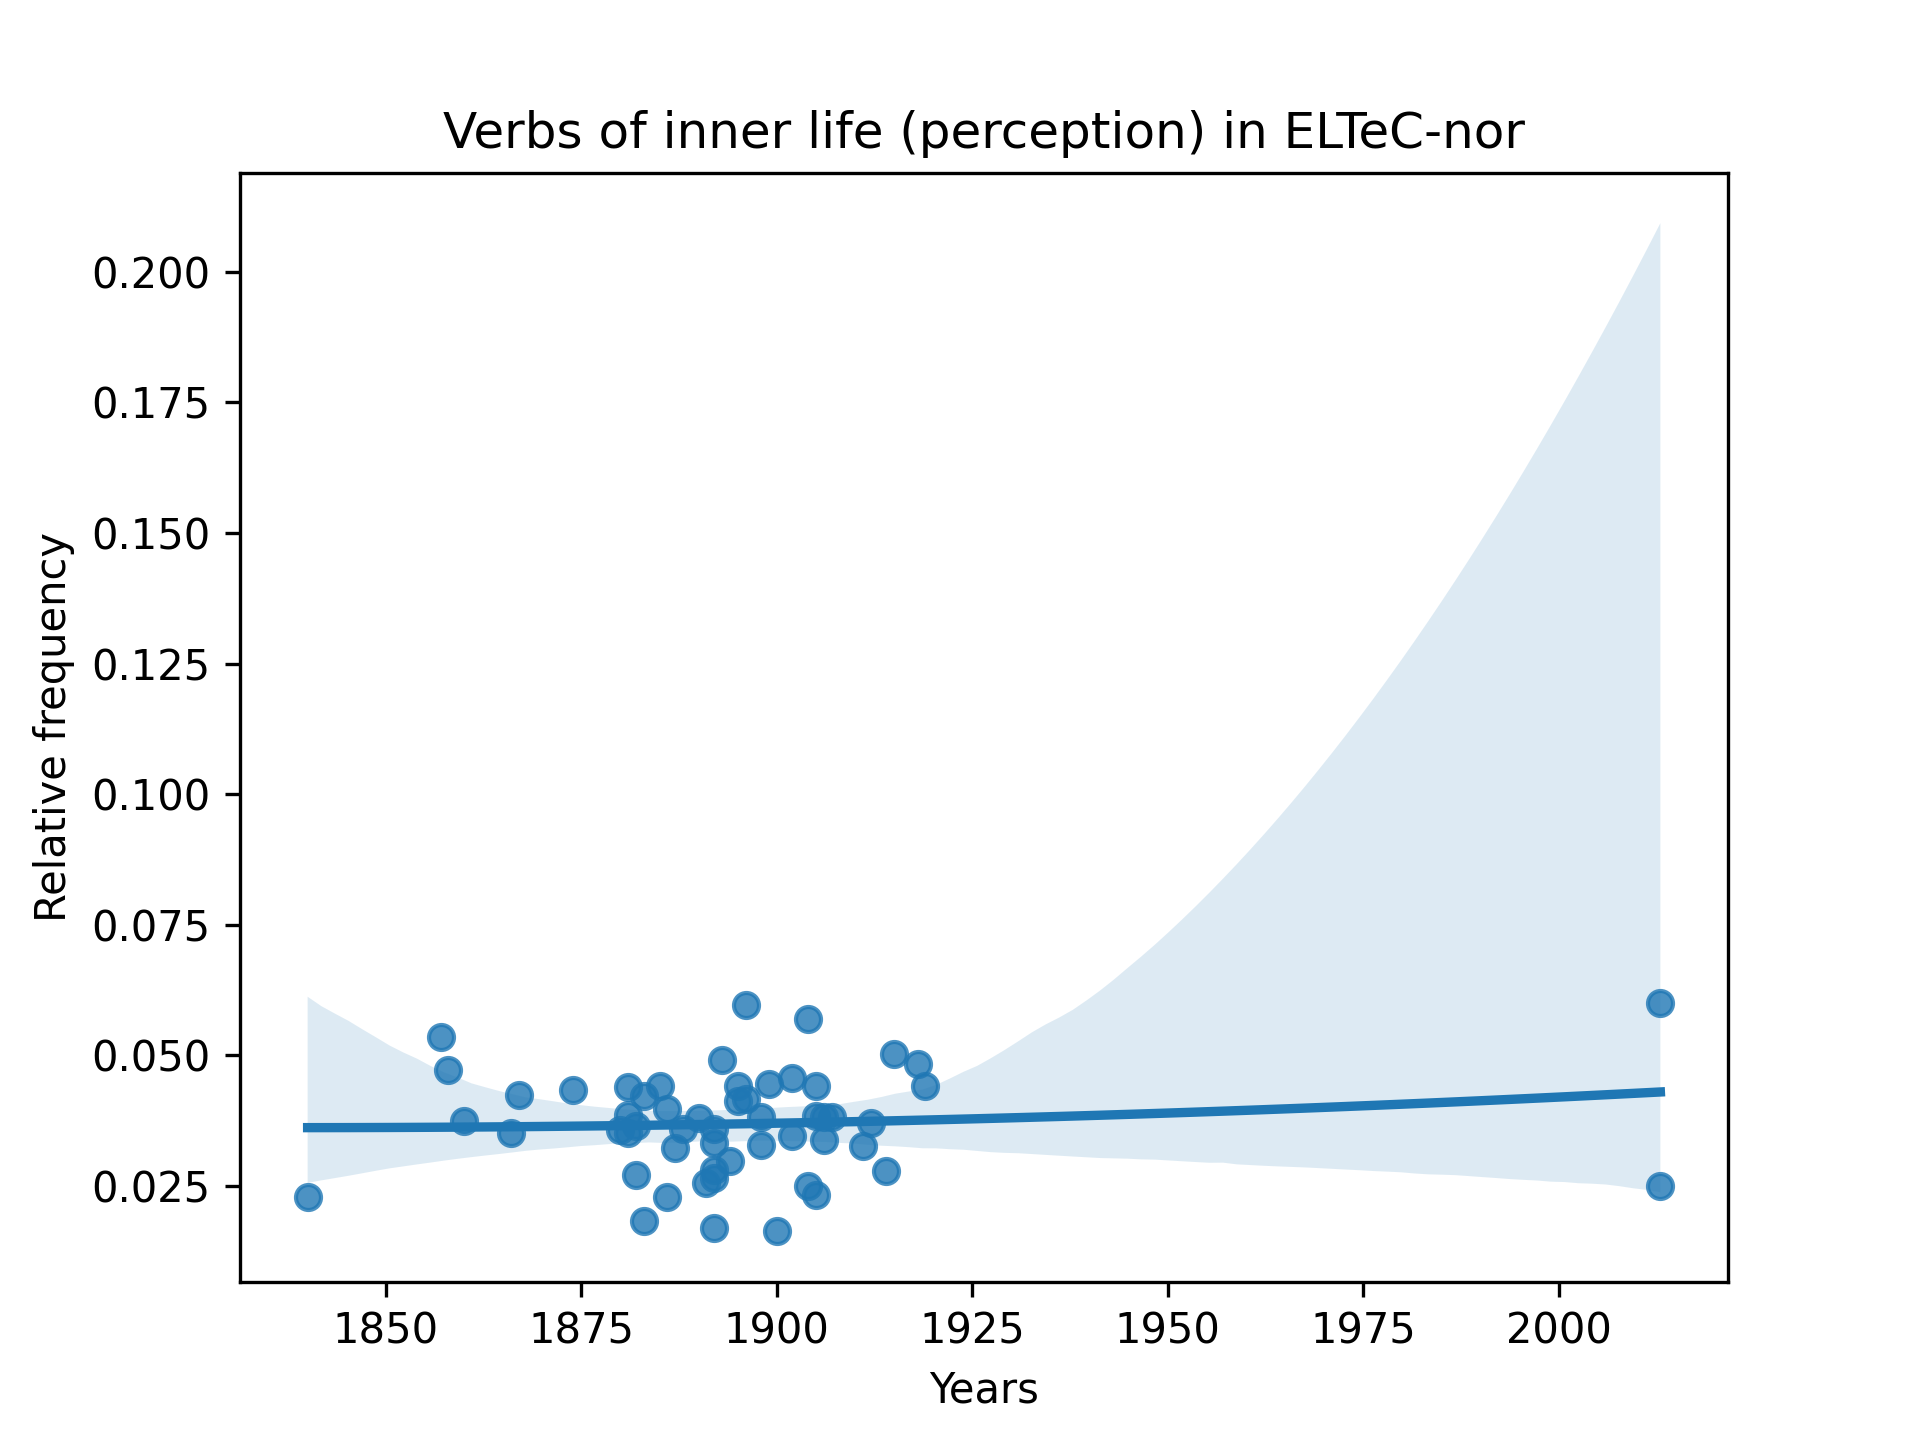 Verbs of inner life (perception) in ELTeC-nor
0.200
0.175
0.150
0.125
0.100
0.075
0.050
0.025
Relative frequency
1850 1875 1900 1925 1950 1975 2000
Years